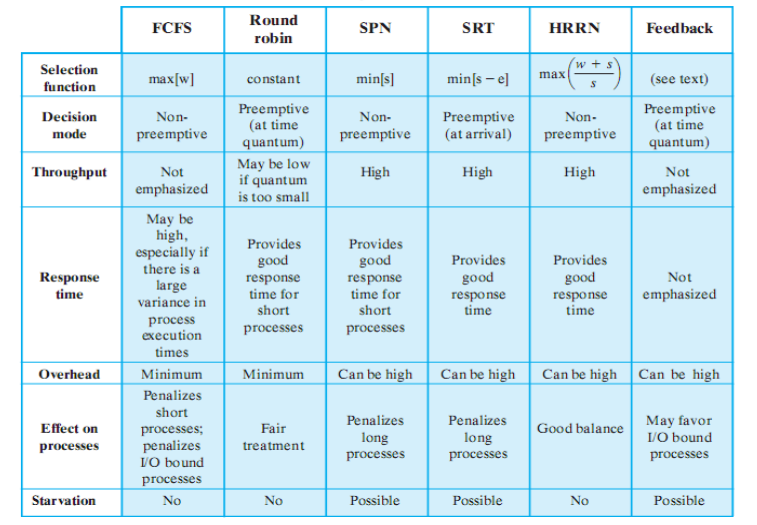 FCFS
Round
robin
SPN
SRT
HRRN
Feedback
Selection
function
max[w]
constant
min[s]
min[s – e]
max(w + s / s)
(see text)
Decision
mode
Non-
preemptive
Preemptive
(at time
quantum)
Non-
preemptive
Preemptive
(at arrival)
Non-
preemptive
Preemptive
(at time
quantum)
Throughput
Not
emphasized
May be low
if quantum
is too small
High
High
High
Not
emphasized
Response
time
May be
high,
especially if
there is a
large
variance in
process
execution
times
Provides
good
response
time for
short
processes
Provides
good
response
time for
short
processes
Provides
good
response
time
Provides
good
response
time
Not
emphasized
Overhead
Minimum
Minimum
Can be high
Can be high
Can be high
Can be high
Effect on
processes
Penalizes
short
processes;
penalizes
I/O bound
processes
Fair
treatment
Penalizes
long
processes
Penalizes
long
processes
Good balance
May favor
I/O bound
processes
Starvation
No
No
Possible
Possible
No
Possible